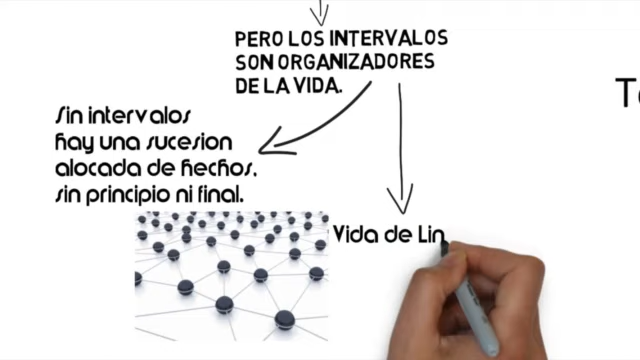 PERO LOS INTERVALOS
SON ORGANIZADORES
DE LA VIDA.
Sin intervalos
hay una sucesion
alocada de hechos,
sin principio ni final.
Vida de Lin